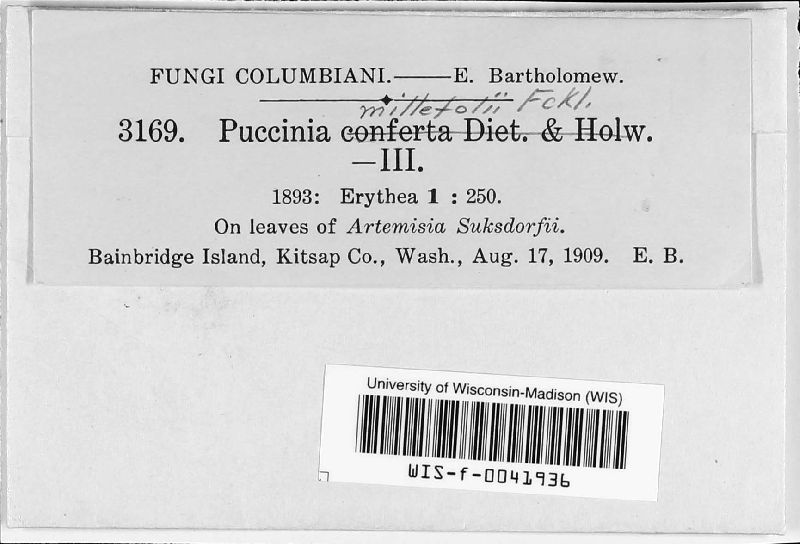 FUNGI COLUMBIANI.—E. Bartholomew.
millefolii Fckl.
3169. Puccinia conferta Diet. & Holw.
—III.
1893: Erythea 1 : 250.
On leaves of Artemisia Suksdorfii.
Bainbridge Island, Kitsap Co., Wash., Aug. 17, 1909. E. B.
University of Wisconsin-Madison (WIS)
WIS-f-0041936